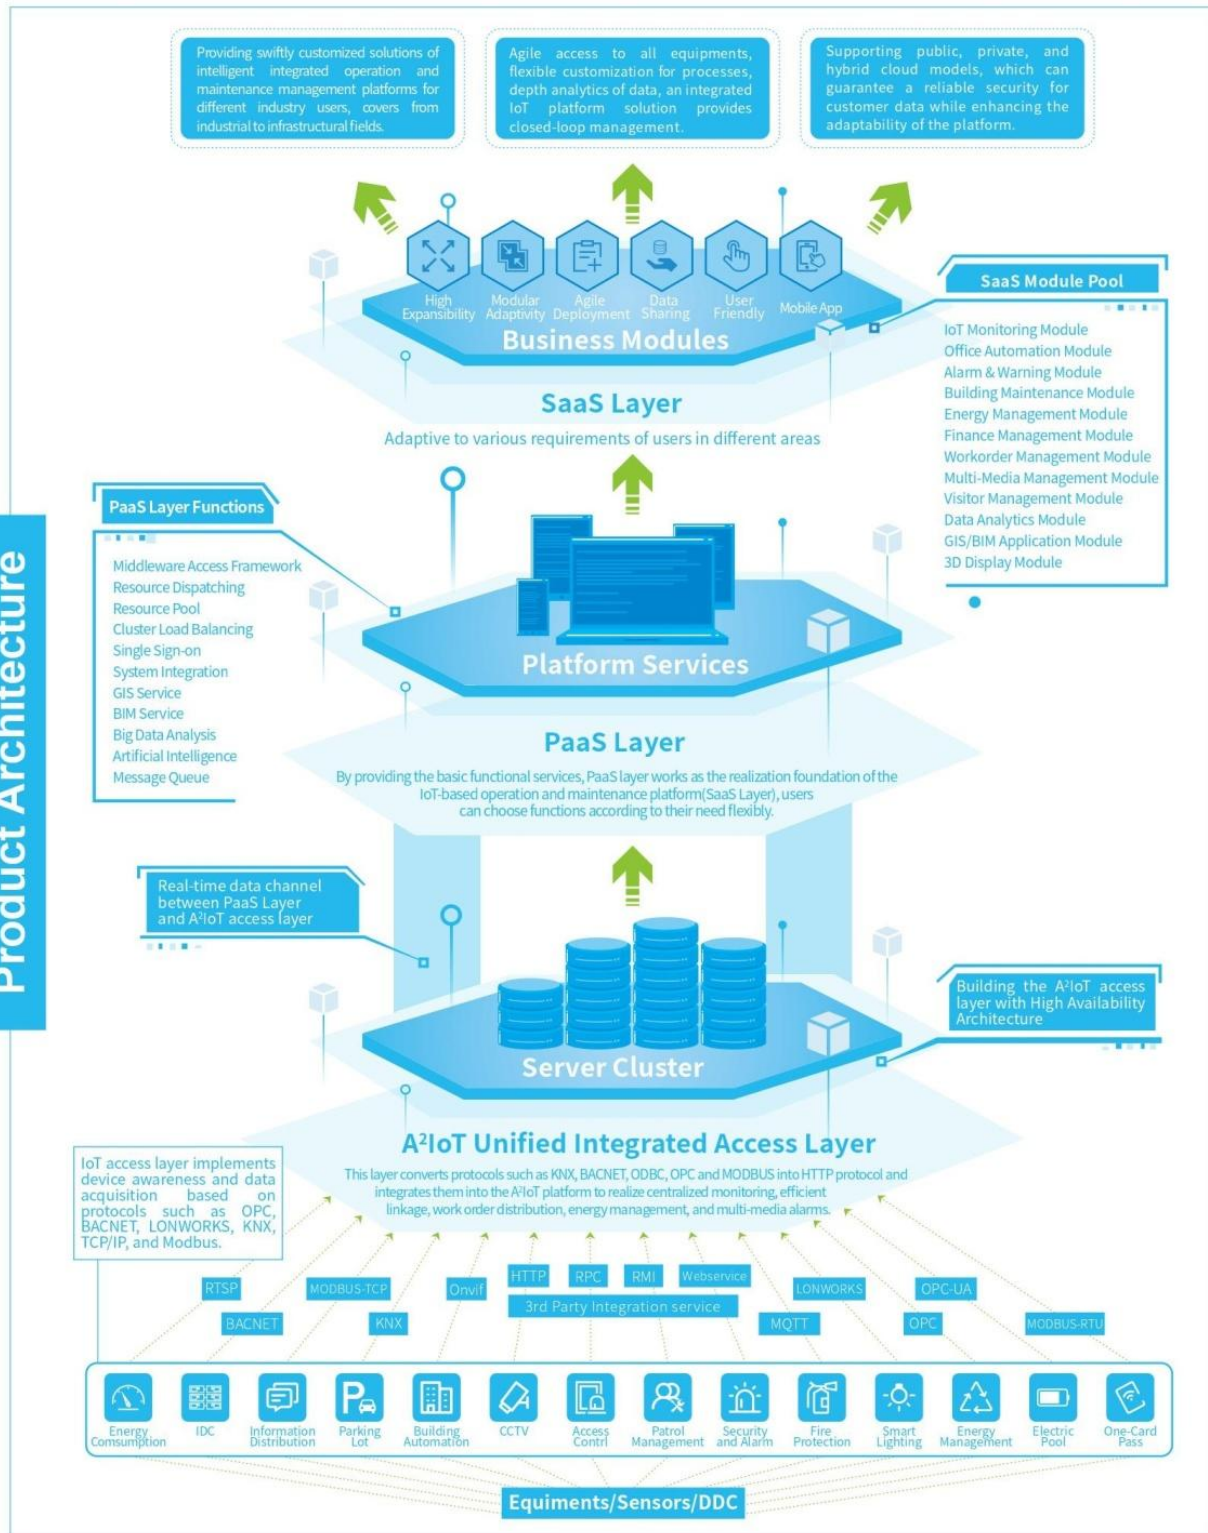 Product Architecture
Providing swiftly customized solutions of
intelligent integrated operation and
maintenance management platforms for
different industry users, covers from
industrial to infrastructural fields.
Agile access to all equipments,
flexible customization for processes,
depth analytics of data, an integrated
IoT platform solution provides
closed-loop management.
Supporting public, private, and
hybrid cloud models, which can
guarantee a reliable security for
customer data while enhancing the
adaptability of the platform.
High
Expansibility
Modular
Adaptivity
Agile
Deployment
Data
Sharing
User
Friendly
Mobile App
Business Modules
SaaS Layer
Adaptive to various requirements of users in different areas
SaaS Module Pool
IoT Monitoring Module
Office Automation Module
Alarm & Warning Module
Building Maintenance Module
Energy Management Module
Finance Management Module
Workorder Management Module
Multi-Media Management Module
Visitor Management Module
Data Analytics Module
GIS/BIM Application Module
3D Display Module
PaaS Layer Functions
Middleware Access Framework
Resource Dispatching
Resource Pool
Cluster Load Balancing
Single Sign-on
System Integration
GIS Service
BIM Service
Big Data Analysis
Artificial Intelligence
Message Queue
Platform Services
PaaS Layer
By providing the basic functional services, PaaS layer works as the realization foundation of the
IoT-based operation and maintenance platform(SaaS Layer), users
can choose functions according to their need flexibly.
Real-time data channel
between PaaS Layer
and A²IoT access layer
Building the A²IoT access
layer with High Availability
Architecture
Server Cluster
A²IoT Unified Integrated Access Layer
This layer converts protocols such as KNX, BACNET, ODBC, OPC and MODBUS into HTTP protocol and
integrates them into the A²IoT platform to realize centralized monitoring, efficient
linkage, work order distribution, energy management, and multi-media alarms.
IoT access layer implements
device awareness and data
acquisition based on
protocols such as OPC,
BACNET, LONWORKS, KNX,
TCP/IP, and Modbus.
RTSP
MODBUS-TCP
Onvif
HTTP
RPC
RMI
Webservice
LONWORKS
OPC-UA
3rd Party Integration service
BACNET
KNX
MQTT
OPC
MODBUS-RTU
Energy
Comsumption
IDC
Information
Distribution
Parking
Lot
Building
Automation
CCTV
Access
Contrl
Patrol
Management
Security
and Alarm
Fire
Protection
Smart
Lighting
Energy
Management
Electric
Pool
One-Card
Pass
Equiments/Sensors/DDC